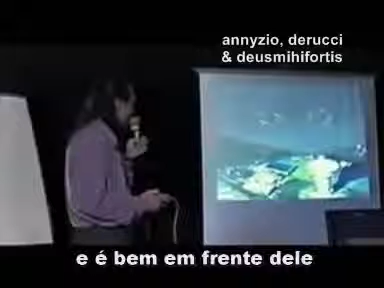 annyzio, derucci
& deusmihifortis
e é bem em frente dele